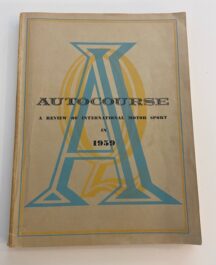 AUTOCOURSE
A REVIEW OF INTERNATIONAL MOTOR SPORT
IN
1959